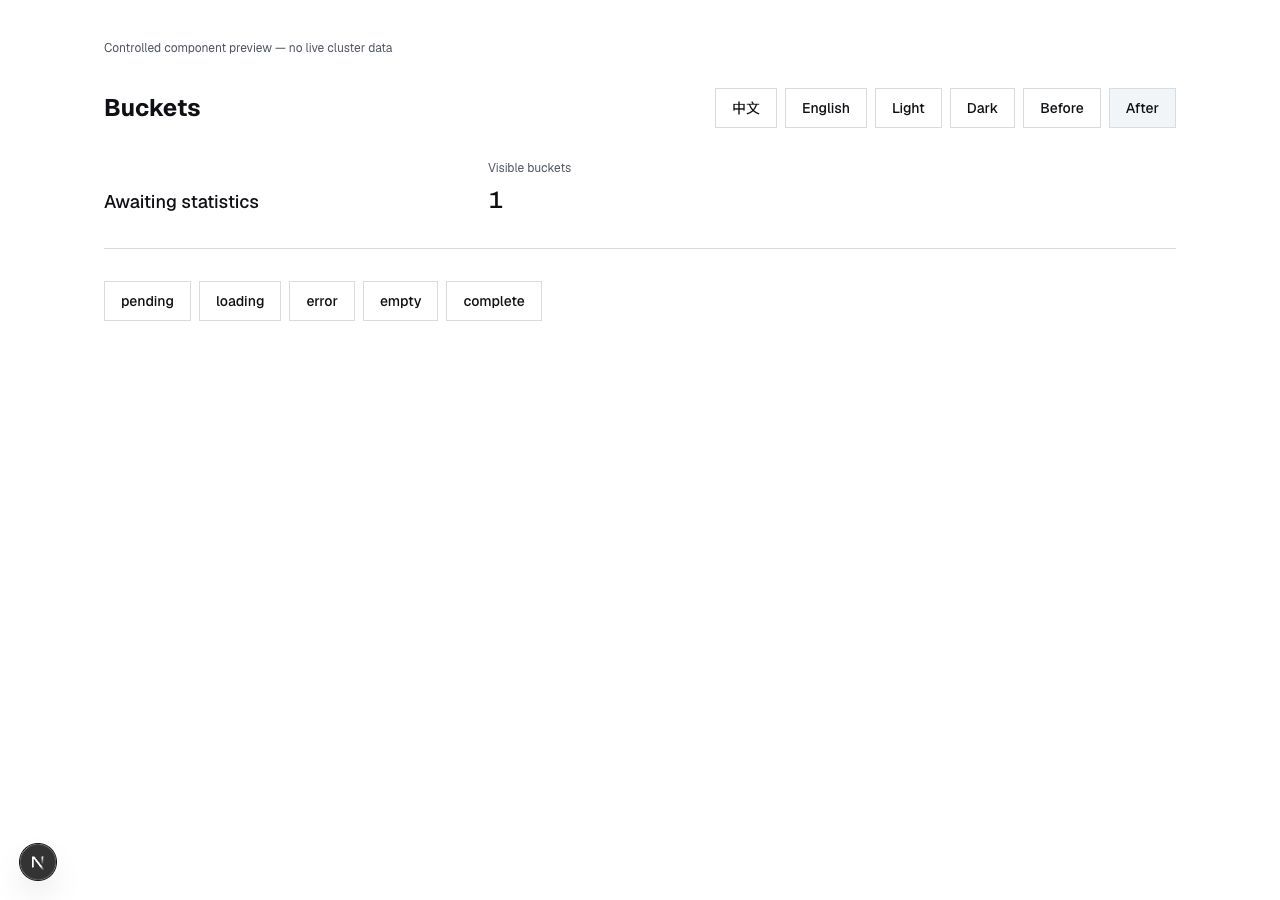 Controlled component preview — no live cluster data
Buckets
中文 English Light Dark Before After
Visible buckets
Awaiting statistics
1
pending loading error empty complete
N